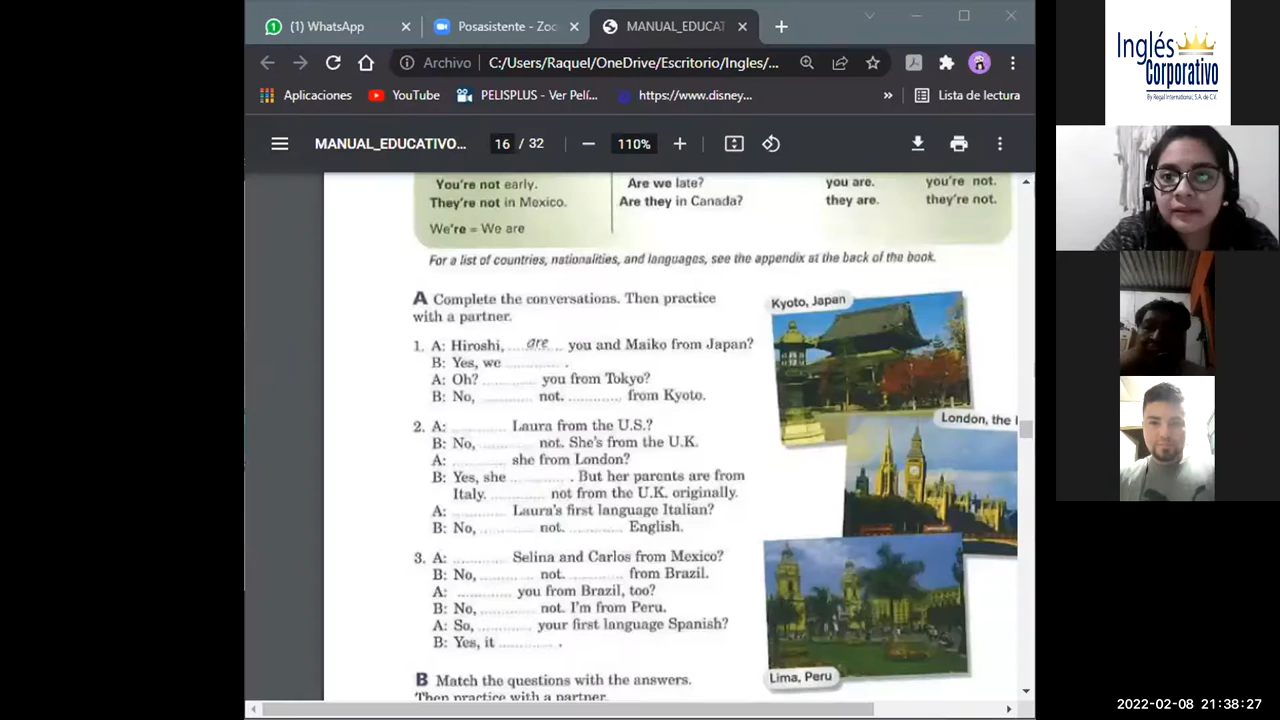 (1) WhatsApp
Posasistente - Zoc
MANUAL_EDUCAT
Archivo
C:/Users/Raquel/OneDrive/Escritorio/Ingles/...
Aplicaciones
YouTube
PELISPLUS - Ver Pelí...
https://www.disney...
»
Lista de lectura
MANUAL_EDUCATIVO...
16 / 32
110%
You're not early.
Are we late?
you are.
you're not.
They're not in Mexico.
Are they in Canada?
they are.
they're not.
We're = We are
For a list of countries, nationalities, and languages, see the appendix at the back of the book.
A Complete the conversations. Then practice
with a partner.
1. A: Hiroshi, are you and Maiko from Japan?
B: Yes, we .......... .
A: Oh? .......... you from Tokyo?
B: No, .......... not. .......... from Kyoto.
2. A: .......... Laura from the U.S.?
B: No, .......... not. She's from the U.K.
A: .......... she from London?
B: Yes, she .......... . But her parents are from
Italy. .......... not from the U.K. originally.
A: .......... Laura's first language Italian?
B: No, .......... not. .......... English.
3. A: .......... Selina and Carlos from Mexico?
B: No, .......... not. .......... from Brazil.
A: .......... you from Brazil, too?
B: No, .......... not. I'm from Peru.
A: So, .......... your first language Spanish?
B: Yes, it .......... .
B Match the questions with the answers.
Then practice with a partner.
Kyoto, Japan
London, the
Lima, Peru
Inglés
Corporativo
By Regal International, S.A. de C.V.
2022-02-08 21:38:27